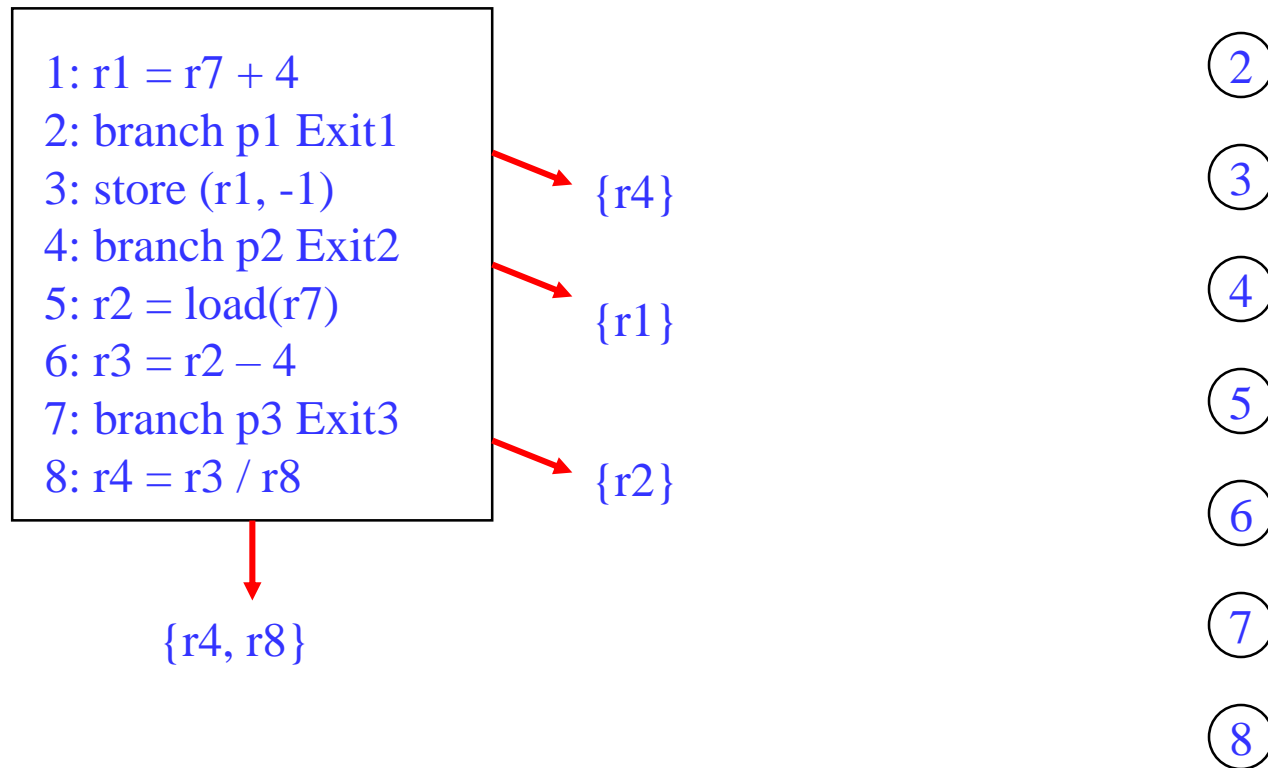 1: r1 = r7 + 4
2: branch p1 Exit1
3: store (r1, -1)
4: branch p2 Exit2
5: r2 = load(r7)
6: r3 = r2 – 4
7: branch p3 Exit3
8: r4 = r3 / r8
{r4}
{r1}
{r2}
{r4, r8}
2
3
4
5
6
7
8